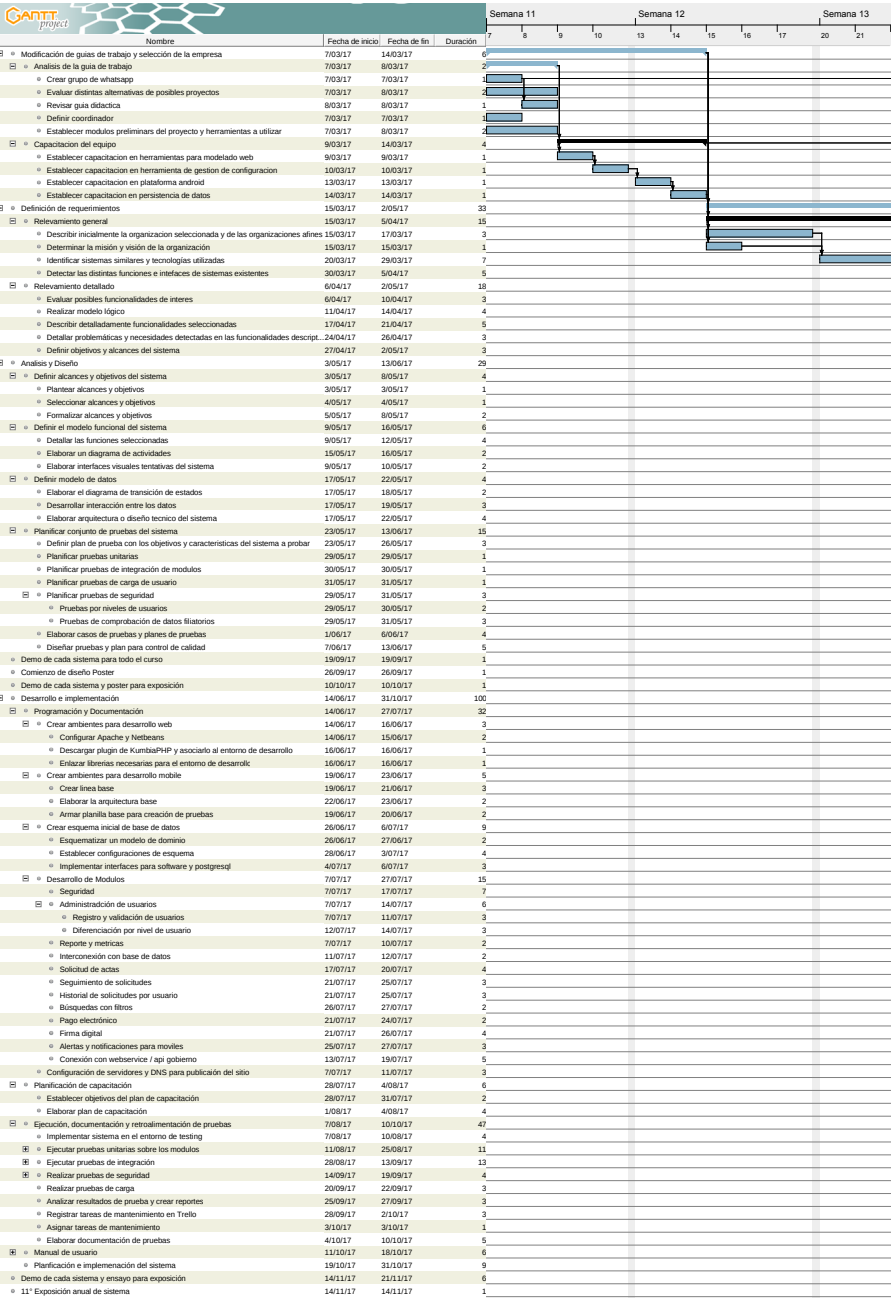 GANTT project
Semana 11 Semana 12 Semana 13
7 8 9 10 13 14 15 16 17 20 21
Nombre Fecha de inicio Fecha de fin Duración
Modificación de guias de trabajo y selección de la empresa 7/03/17 14/03/17 6
Analisis de la guia de trabajo 7/03/17 8/03/17 2
Crear grupo de whatsapp 7/03/17 7/03/17 1
Evaluar distintas alternativas de posibles proyectos 7/03/17 8/03/17 2
Revisar guia didactica 8/03/17 8/03/17 1
Definir coordinador 7/03/17 7/03/17 1
Establecer modulos preliminars del proyecto y herramientas a utilizar 7/03/17 8/03/17 2
Capacitacion del equipo 9/03/17 14/03/17 4
Establecer capacitacion en herramientas para modelado web 9/03/17 9/03/17 1
Establecer capacitacion en herramienta de gestion de configuracion 10/03/17 10/03/17 1
Establecer capacitacion en plataforma android 13/03/17 13/03/17 1
Establecer capacitacion en persistencia de datos 14/03/17 14/03/17 1
Definición de requerimientos 15/03/17 2/05/17 33
Relevamiento general 15/03/17 5/04/17 15
Describir inicialmente la organizacion seleccionada y de las organizaciones afines 15/03/17 17/03/17 3
Determinar la misión y visión de la organización 15/03/17 15/03/17 1
Identificar sistemas similares y tecnologías utilizadas 20/03/17 29/03/17 7
Detectar las distintas funciones e intefaces de sistemas existentes 30/03/17 5/04/17 5
Relevamiento detallado 6/04/17 2/05/17 18
Evaluar posibles funcionalidades de interes 6/04/17 10/04/17 3
Realizar modelo lógico 11/04/17 14/04/17 4
Describir detalladamente funcionalidades seleccionadas 17/04/17 21/04/17 5
Detallar problemáticas y necesidades detectadas en las funcionalidades descript... 24/04/17 26/04/17 3
Definir objetivos y alcances del sistema 27/04/17 2/05/17 3
Analisis y Diseño 3/05/17 13/06/17 29
Definir alcances y objetivos del sistema 3/05/17 8/05/17 4
Plantear alcances y objetivos 3/05/17 3/05/17 1
Seleccionar alcances y objetivos 4/05/17 4/05/17 1
Formalizar alcances y objetivos 5/05/17 8/05/17 2
Definir el modelo funcional del sistema 9/05/17 16/05/17 6
Detallar las funciones seleccionadas 9/05/17 12/05/17 4
Elaborar un diagrama de actividades 15/05/17 16/05/17 2
Elaborar interfaces visuales tentativas del sistema 9/05/17 10/05/17 2
Definir modelo de datos 17/05/17 22/05/17 4
Elaborar el diagrama de transición de estados 17/05/17 18/05/17 2
Desarrollar interacción entre los datos 17/05/17 19/05/17 3
Elaborar arquitectura o diseño tecnico del sistema 17/05/17 22/05/17 4
Planificar conjunto de pruebas del sistema 23/05/17 13/06/17 15
Definir plan de prueba con los objetivos y caracteristicas del sistema a probar 23/05/17 26/05/17 3
Planificar pruebas unitarias 29/05/17 29/05/17 1
Planificar pruebas de integración de modulos 30/05/17 30/05/17 1
Planificar pruebas de carga de usuario 31/05/17 31/05/17 1
Planificar pruebas de seguridad 29/05/17 31/05/17 3
Pruebas por niveles de usuarios 29/05/17 30/05/17 2
Pruebas de comprobación de datos filiatorios 29/05/17 31/05/17 3
Elaborar casos de pruebas y planes de pruebas 1/06/17 6/06/17 4
Diseñar pruebas y plan para control de calidad 7/06/17 13/06/17 5
Demo de cada sistema para todo el curso 19/09/17 19/09/17 1
Comienzo de diseño Poster 26/09/17 26/09/17 1
Demo de cada sistema y poster para exposición 10/10/17 10/10/17 1
Desarrollo e implementación 14/06/17 31/10/17 100
Programación y Documentación 14/06/17 27/07/17 32
Crear ambientes para desarrollo web 14/06/17 16/06/17 3
Configurar Apache y Netbeans 14/06/17 15/06/17 2
Descargar plugin de KumbiaPHP y asociarlo al entorno de desarrollo 16/06/17 16/06/17 1
Enlazar librerias necesarias para el entorno de desarrollo 16/06/17 16/06/17 1
Crear ambientes para desarrollo mobile 19/06/17 23/06/17 5
Crear linea base 19/06/17 21/06/17 3
Elaborar la arquitectura base 22/06/17 23/06/17 2
Armar planilla base para creación de pruebas 19/06/17 20/06/17 2
Crear esquema inicial de base de datos 26/06/17 6/07/17 9
Esquematizar un modelo de dominio 26/06/17 27/06/17 2
Establecer configuraciones de esquema 28/06/17 3/07/17 4
Implementar interfaces para software y postgresql 4/07/17 6/07/17 3
Desarrollo de Modulos 7/07/17 27/07/17 15
Seguridad 7/07/17 17/07/17 7
Administradción de usuarios 7/07/17 14/07/17 6
Registro y validación de usuarios 7/07/17 11/07/17 3
Diferenciación por nivel de usuario 12/07/17 14/07/17 3
Reporte y metricas 7/07/17 10/07/17 2
Interconexión con base de datos 11/07/17 12/07/17 2
Solicitud de actas 17/07/17 20/07/17 4
Seguimiento de solicitudes 21/07/17 25/07/17 3
Historial de solicitudes por usuario 21/07/17 25/07/17 3
Búsquedas con filtros 26/07/17 27/07/17 2
Pago electrónico 21/07/17 24/07/17 2
Firma digital 21/07/17 26/07/17 4
Alertas y notificaciones para moviles 25/07/17 27/07/17 3
Conexión con webservice / api gobierno 13/07/17 19/07/17 5
Configuración de servidores y DNS para publicaión del sitio 7/07/17 11/07/17 3
Planificación de capacitación 28/07/17 4/08/17 6
Establecer objetivos del plan de capacitación 28/07/17 31/07/17 2
Elaborar plan de capacitación 1/08/17 4/08/17 4
Ejecución, documentación y retroalimentación de pruebas 7/08/17 10/10/17 47
Implementar sistema en el entorno de testing 7/08/17 10/08/17 4
Ejecutar pruebas unitarias sobre los modulos 11/08/17 25/08/17 11
Ejecutar pruebas de integración 28/08/17 13/09/17 13
Realizar pruebas de seguridad 14/09/17 19/09/17 4
Realizar pruebas de carga 20/09/17 22/09/17 3
Analizar resultados de prueba y crear reportes 25/09/17 27/09/17 3
Registrar tareas de mantenimiento en Trello 28/09/17 2/10/17 3
Asignar tareas de mantenimiento 3/10/17 3/10/17 1
Elaborar documentación de pruebas 4/10/17 10/10/17 5
Manual de usuario 11/10/17 18/10/17 6
Planficación e implemenación del sistema 19/10/17 31/10/17 9
Demo de cada sistema y ensayo para exposición 14/11/17 21/11/17 6
11° Exposición anual de sistema 14/11/17 14/11/17 1